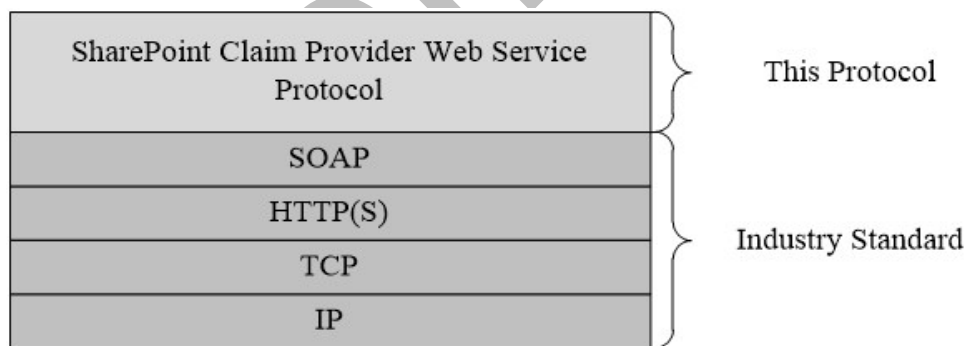 SharePoint Claim Provider Web Service
Protocol
This Protocol
SOAP
HTTP(S)
TCP
IP
Industry Standard